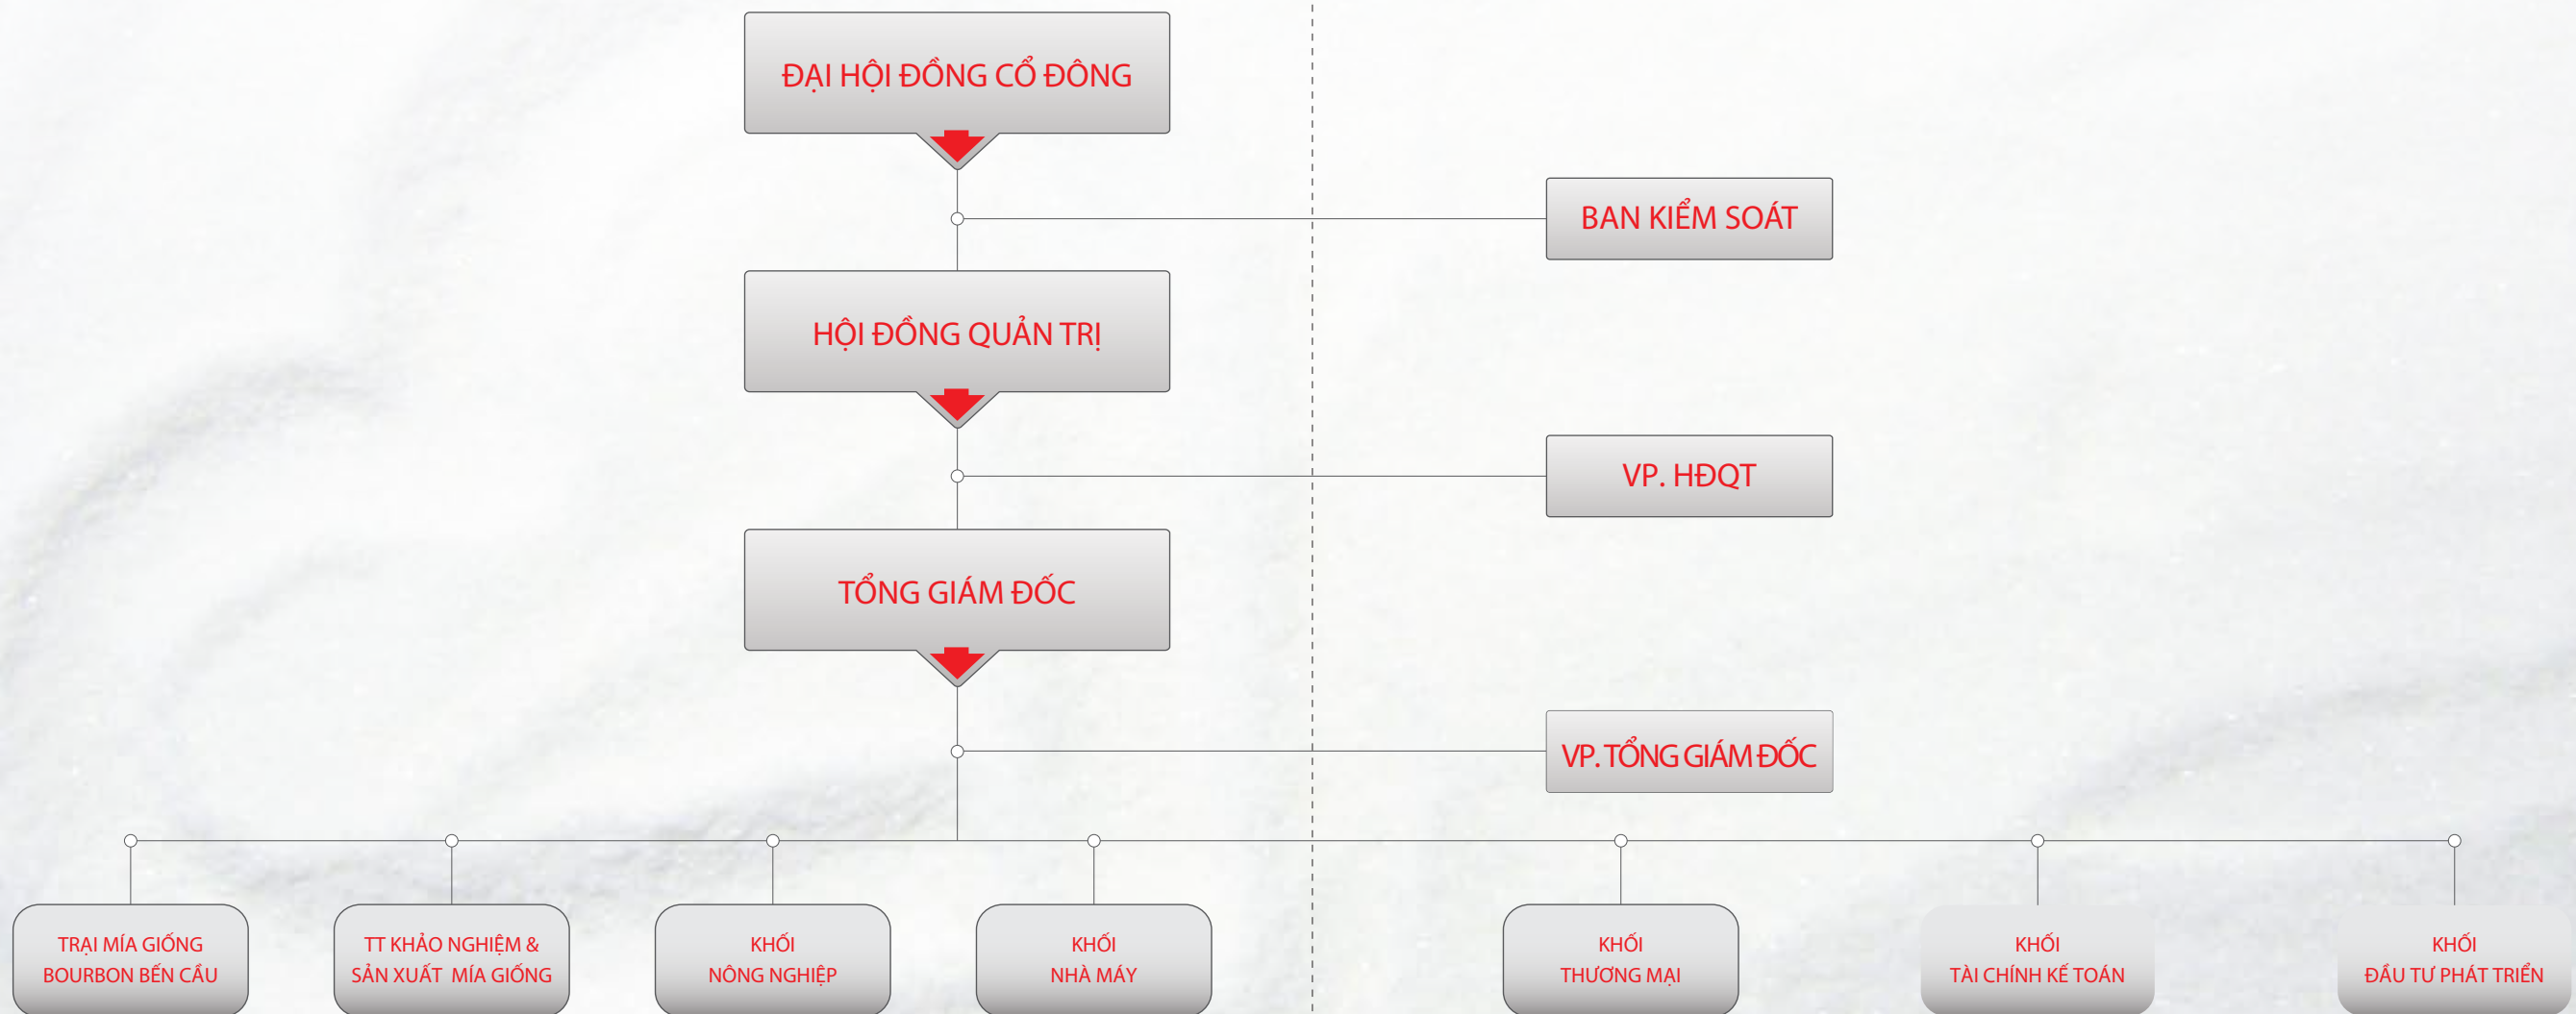 ĐẠI HỘI ĐỒNG CỔ ĐÔNG
BAN KIỂM SOÁT
HỘI ĐỒNG QUẢN TRỊ
VP. HĐQT
TỔNG GIÁM ĐỐC
VP. TỔNG GIÁM ĐỐC
TRẠI MÍA GIỐNG
BOURBON BẾN CẦU
TT KHẢO NGHIỆM &
SẢN XUẤT MÍA GIỐNG
KHỐI
NÔNG NGHIỆP
KHỐI
NHÀ MÁY
KHỐI
THƯƠNG MẠI
KHỐI
TÀI CHÍNH KẾ TOÁN
KHỐI
ĐẦU TƯ PHÁT TRIỂN